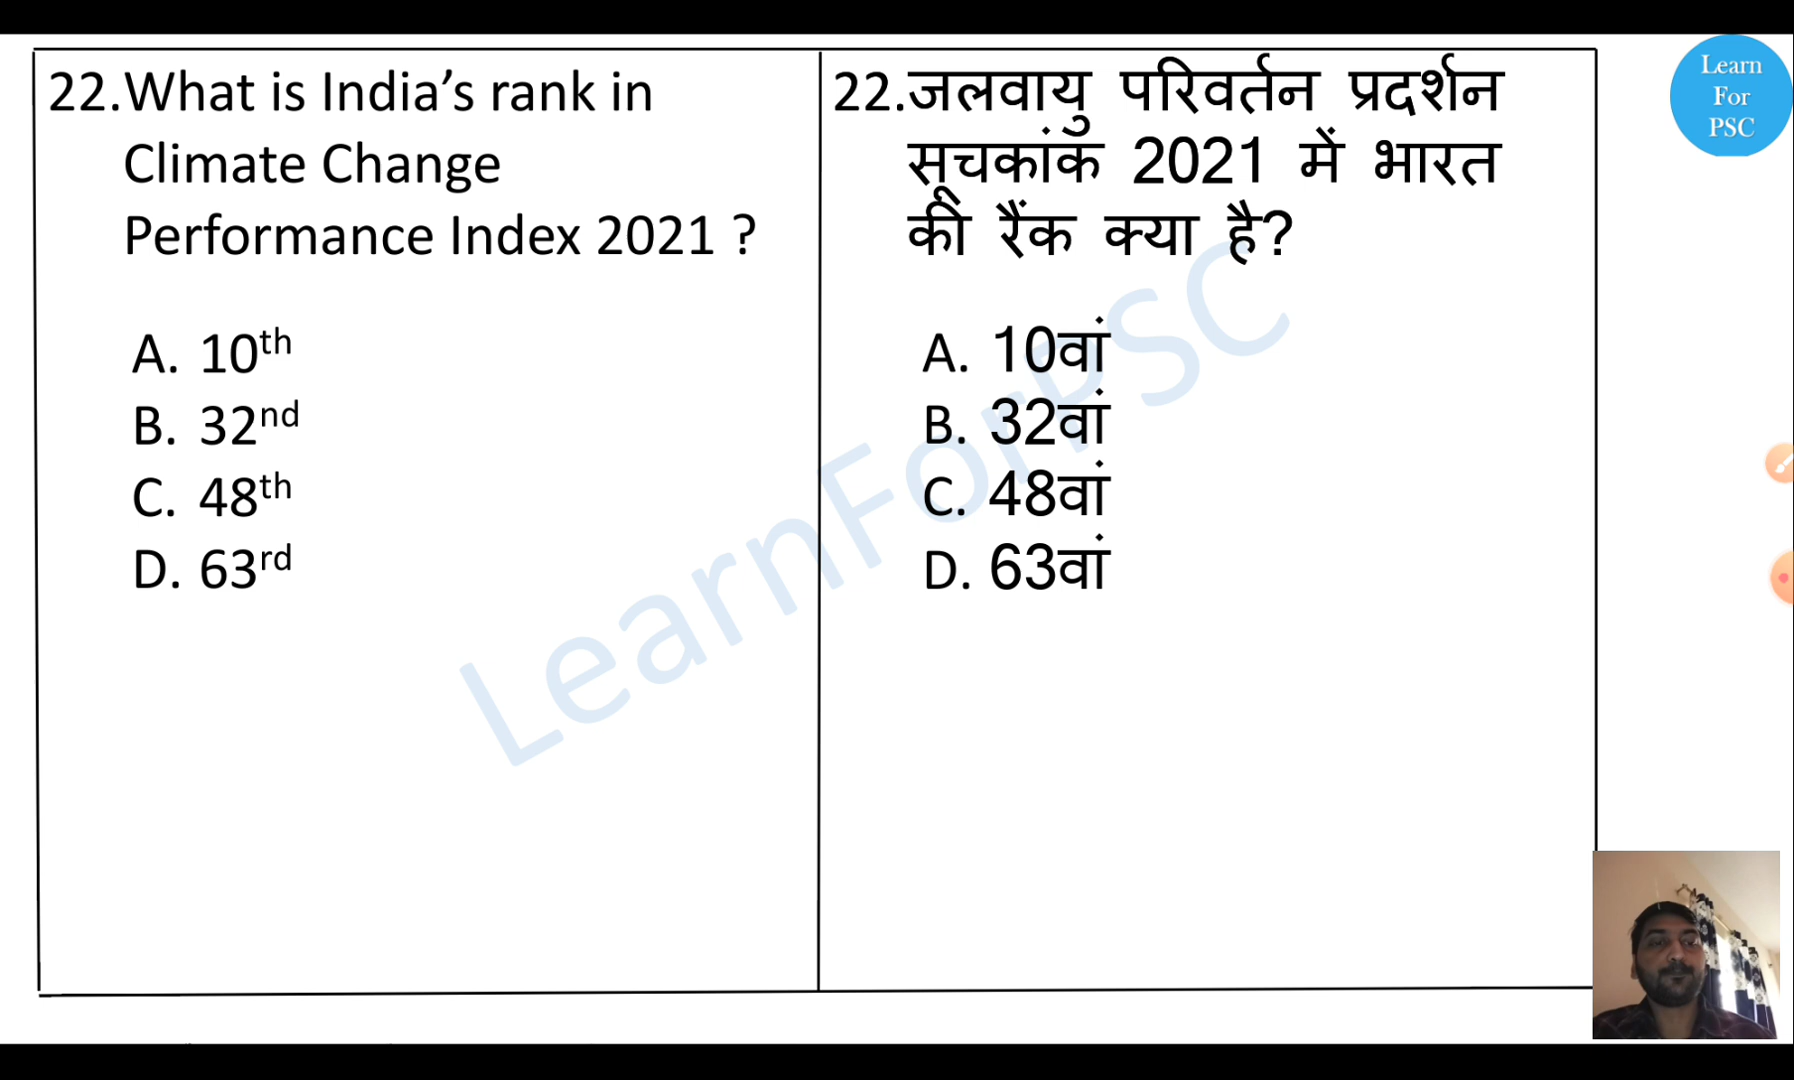 22.What is India’s rank in
Climate Change
Performance Index 2021 ?
A. 10th
B. 32nd
C. 48th
D. 63rd
22.जलवायु परिवर्तन प्रदर्शन
सूचकांक 2021 में भारत
की रैंक क्या है?
A. 10वां
B. 32वां
C. 48वां
D. 63वां
Learn
For
PSC
LearnForPSC